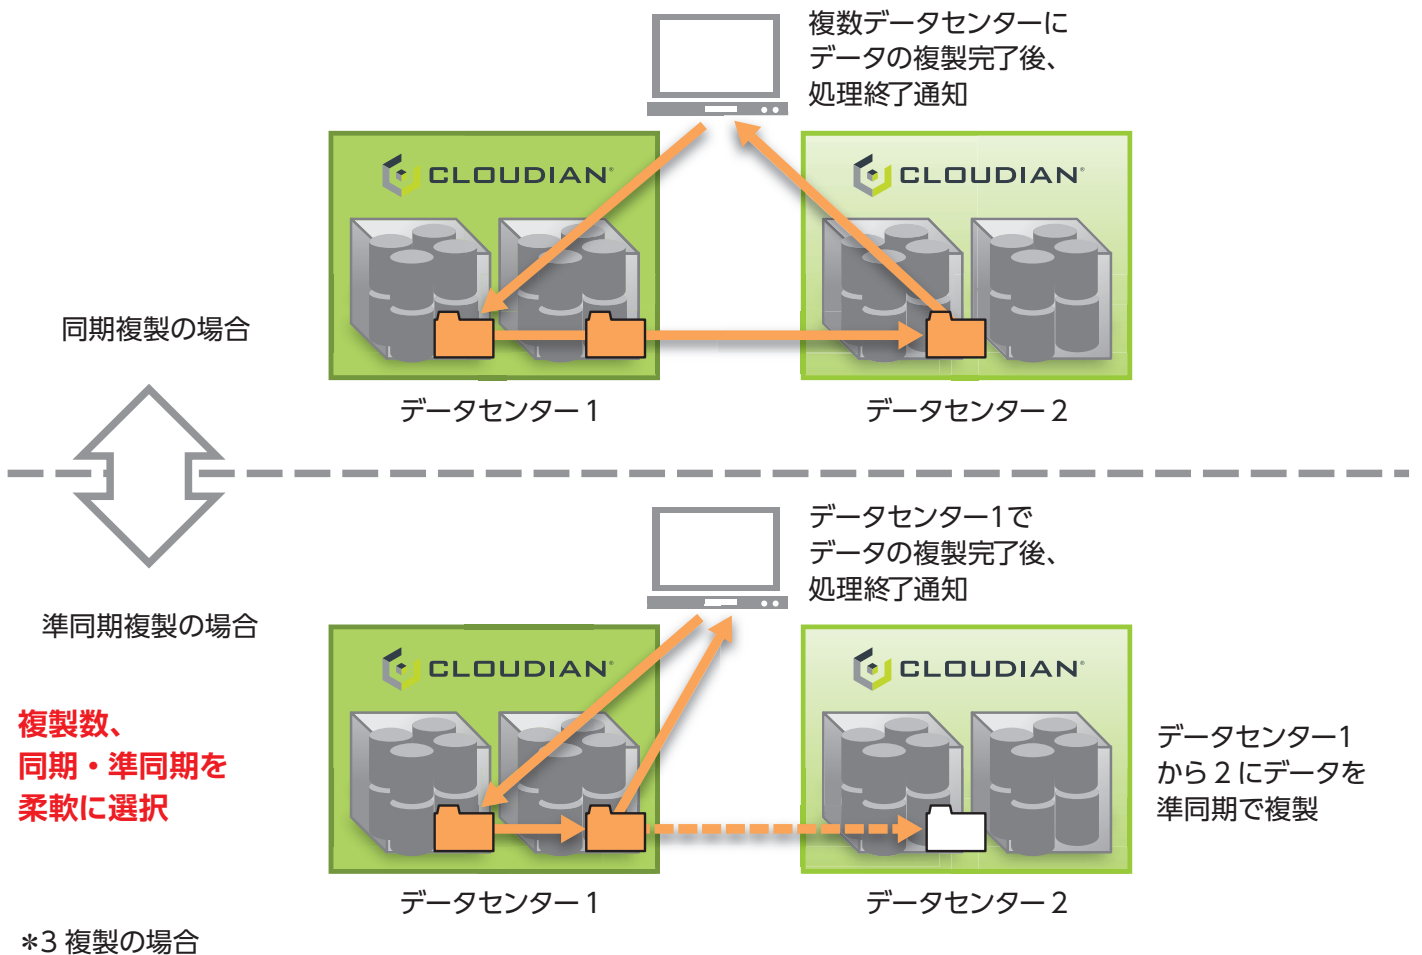 複数データセンターに
データの複製完了後、
処理終了通知
CLOUDIAN®
CLOUDIAN®
同期複製の場合
データセンター1
データセンター2
データセンター1で
データの複製完了後、
処理終了通知
準同期複製の場合
CLOUDIAN®
CLOUDIAN®
複製数、
同期・準同期を
柔軟に選択
データセンター1
から2にデータを
準同期で複製
データセンター1
データセンター2
*3複製の場合